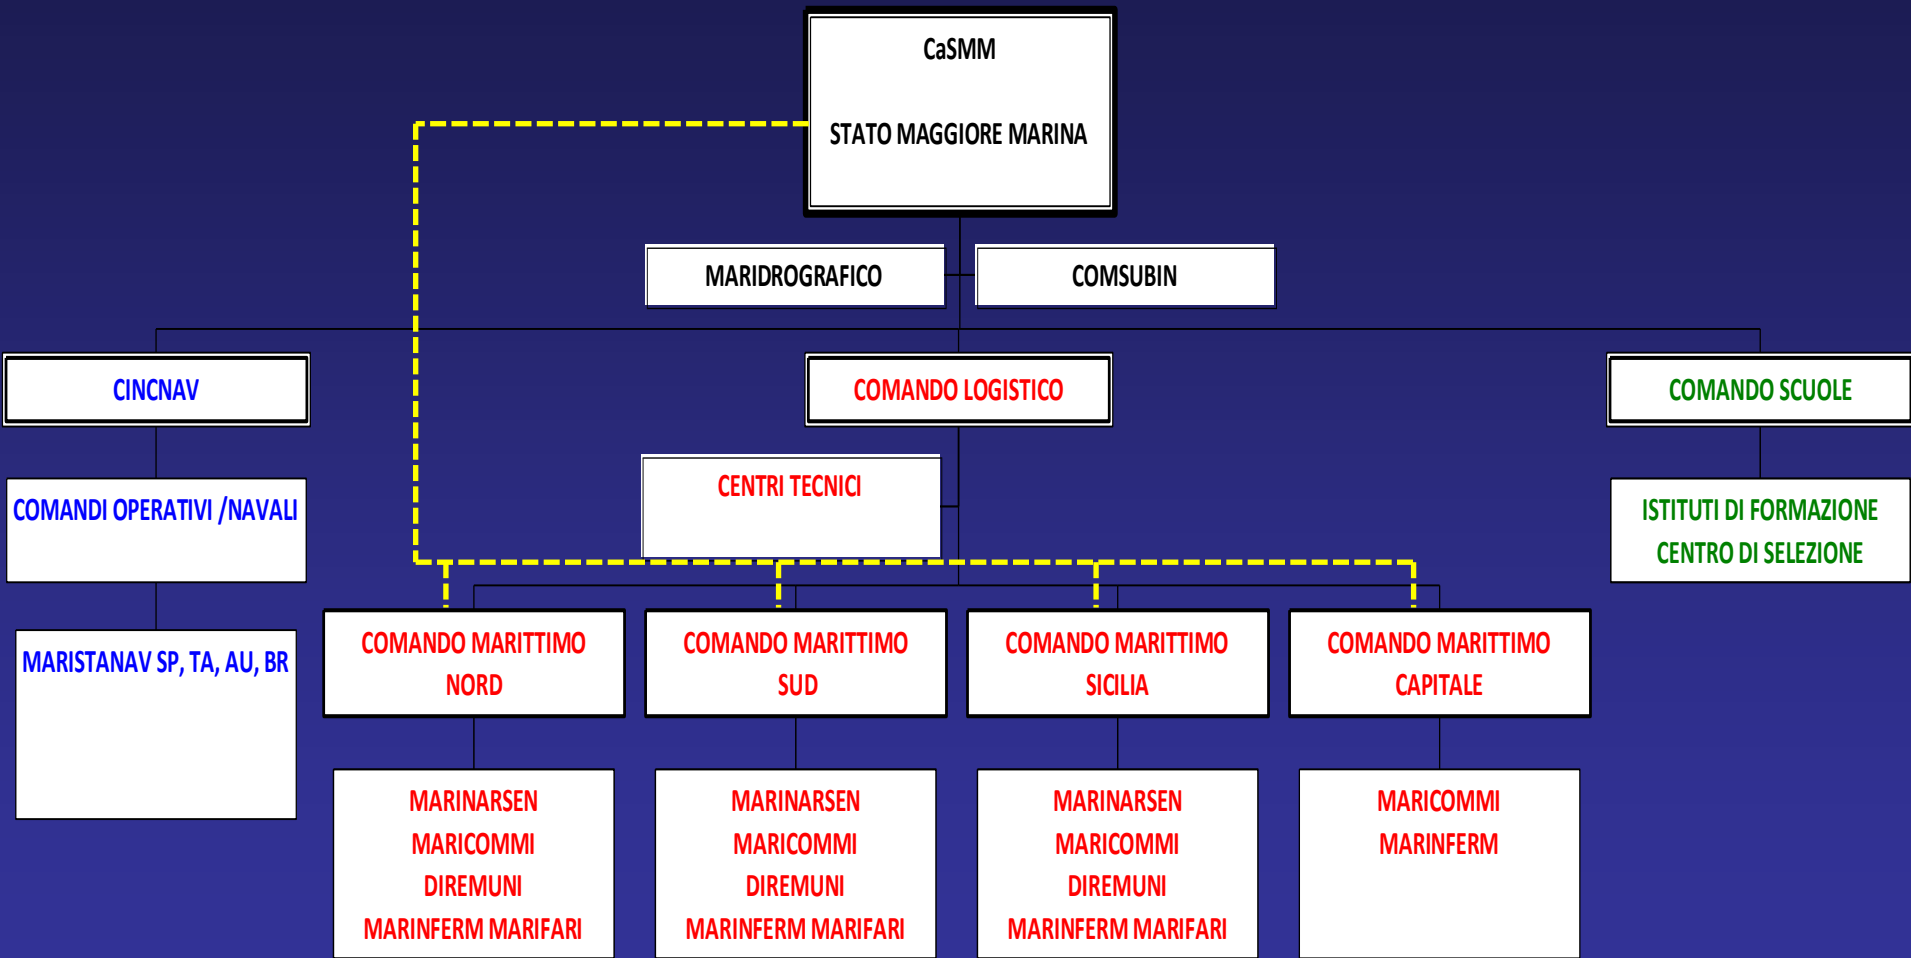 CaSMM
STATO MAGGIORE MARINA
MARIDROGRAFICO
COMSUBIN
CINCNAV
COMANDO LOGISTICO
COMANDO SCUOLE
CENTRI TECNICI
COMANDI OPERATIVI /NAVALI
ISTITUTI DI FORMAZIONE
CENTRO DI SELEZIONE
MARISTANAV SP, TA, AU, BR
COMANDO MARITTIMO
NORD
COMANDO MARITTIMO
SUD
COMANDO MARITTIMO
SICILIA
COMANDO MARITTIMO
CAPITALE
MARINARSEN
MARICOMMI
DIREMUNI
MARINFERM MARIFARI
MARINARSEN
MARICOMMI
DIREMUNI
MARINFERM MARIFARI
MARINARSEN
MARICOMMI
DIREMUNI
MARINFERM MARIFARI
MARICOMMI
MARINFERM